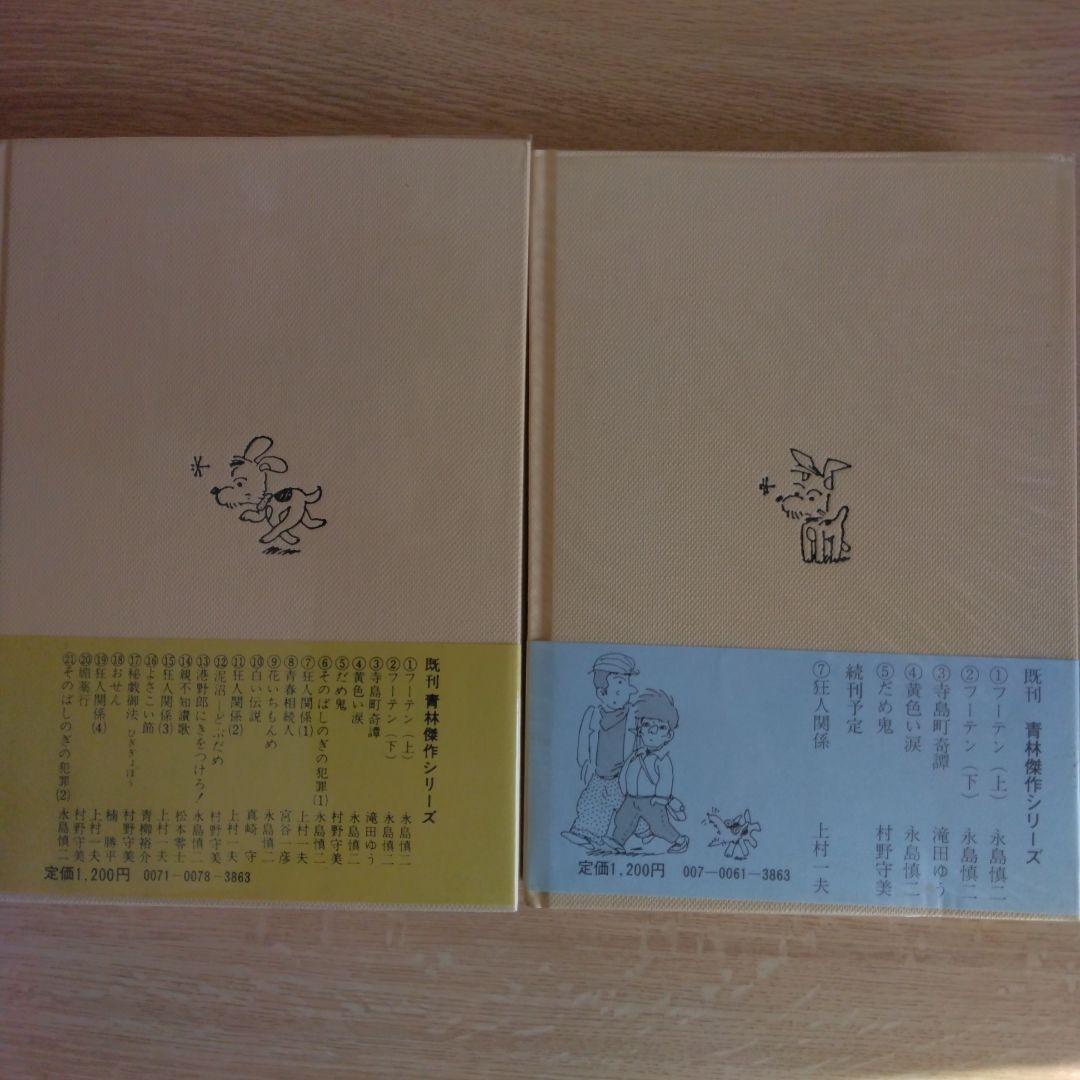 既刊 青林傑作シリーズ
①フーテン（上） 永島慎二
②フーテン（下） 永島慎二
③寺島町奇譚 滝田ゆう
④黄色い涙 永島慎二
⑤だめ鬼 村野守美
⑥そのばしのぎの犯罪(1) 永島慎二
⑦狂人関係(1) 上村一夫
⑧青春相続人 宮谷一彦
⑨花いちもんめ 永島慎二
⑩白い伝説 真崎 守
⑪狂人関係(2) 上村一夫
⑫泥沼―どぶだめ 村野守美
⑬港野郎にきをつけろ！ 永島慎二
⑭親不知讃歌 松本零士
⑮狂人関係(3) 上村一夫
⑯よさこい節 青柳裕介
⑰秘戯御法 ひぎぎょほう 村野守美
⑱おせん 楠 勝平
⑲狂人関係(4) 上村一夫
⑳媚薬行 村野守美
㉑そのばしのぎの犯罪(2) 永島慎二
定価1,200円 0071-0078-3863
既刊 青林傑作シリーズ
①フーテン（上） 永島慎二
②フーテン（下） 永島慎二
③寺島町奇譚 滝田ゆう
④黄色い涙 永島慎二
⑤だめ鬼 村野守美
続刊予定
⑦狂人関係 上村一夫
定価1,200円 007-0061-3863